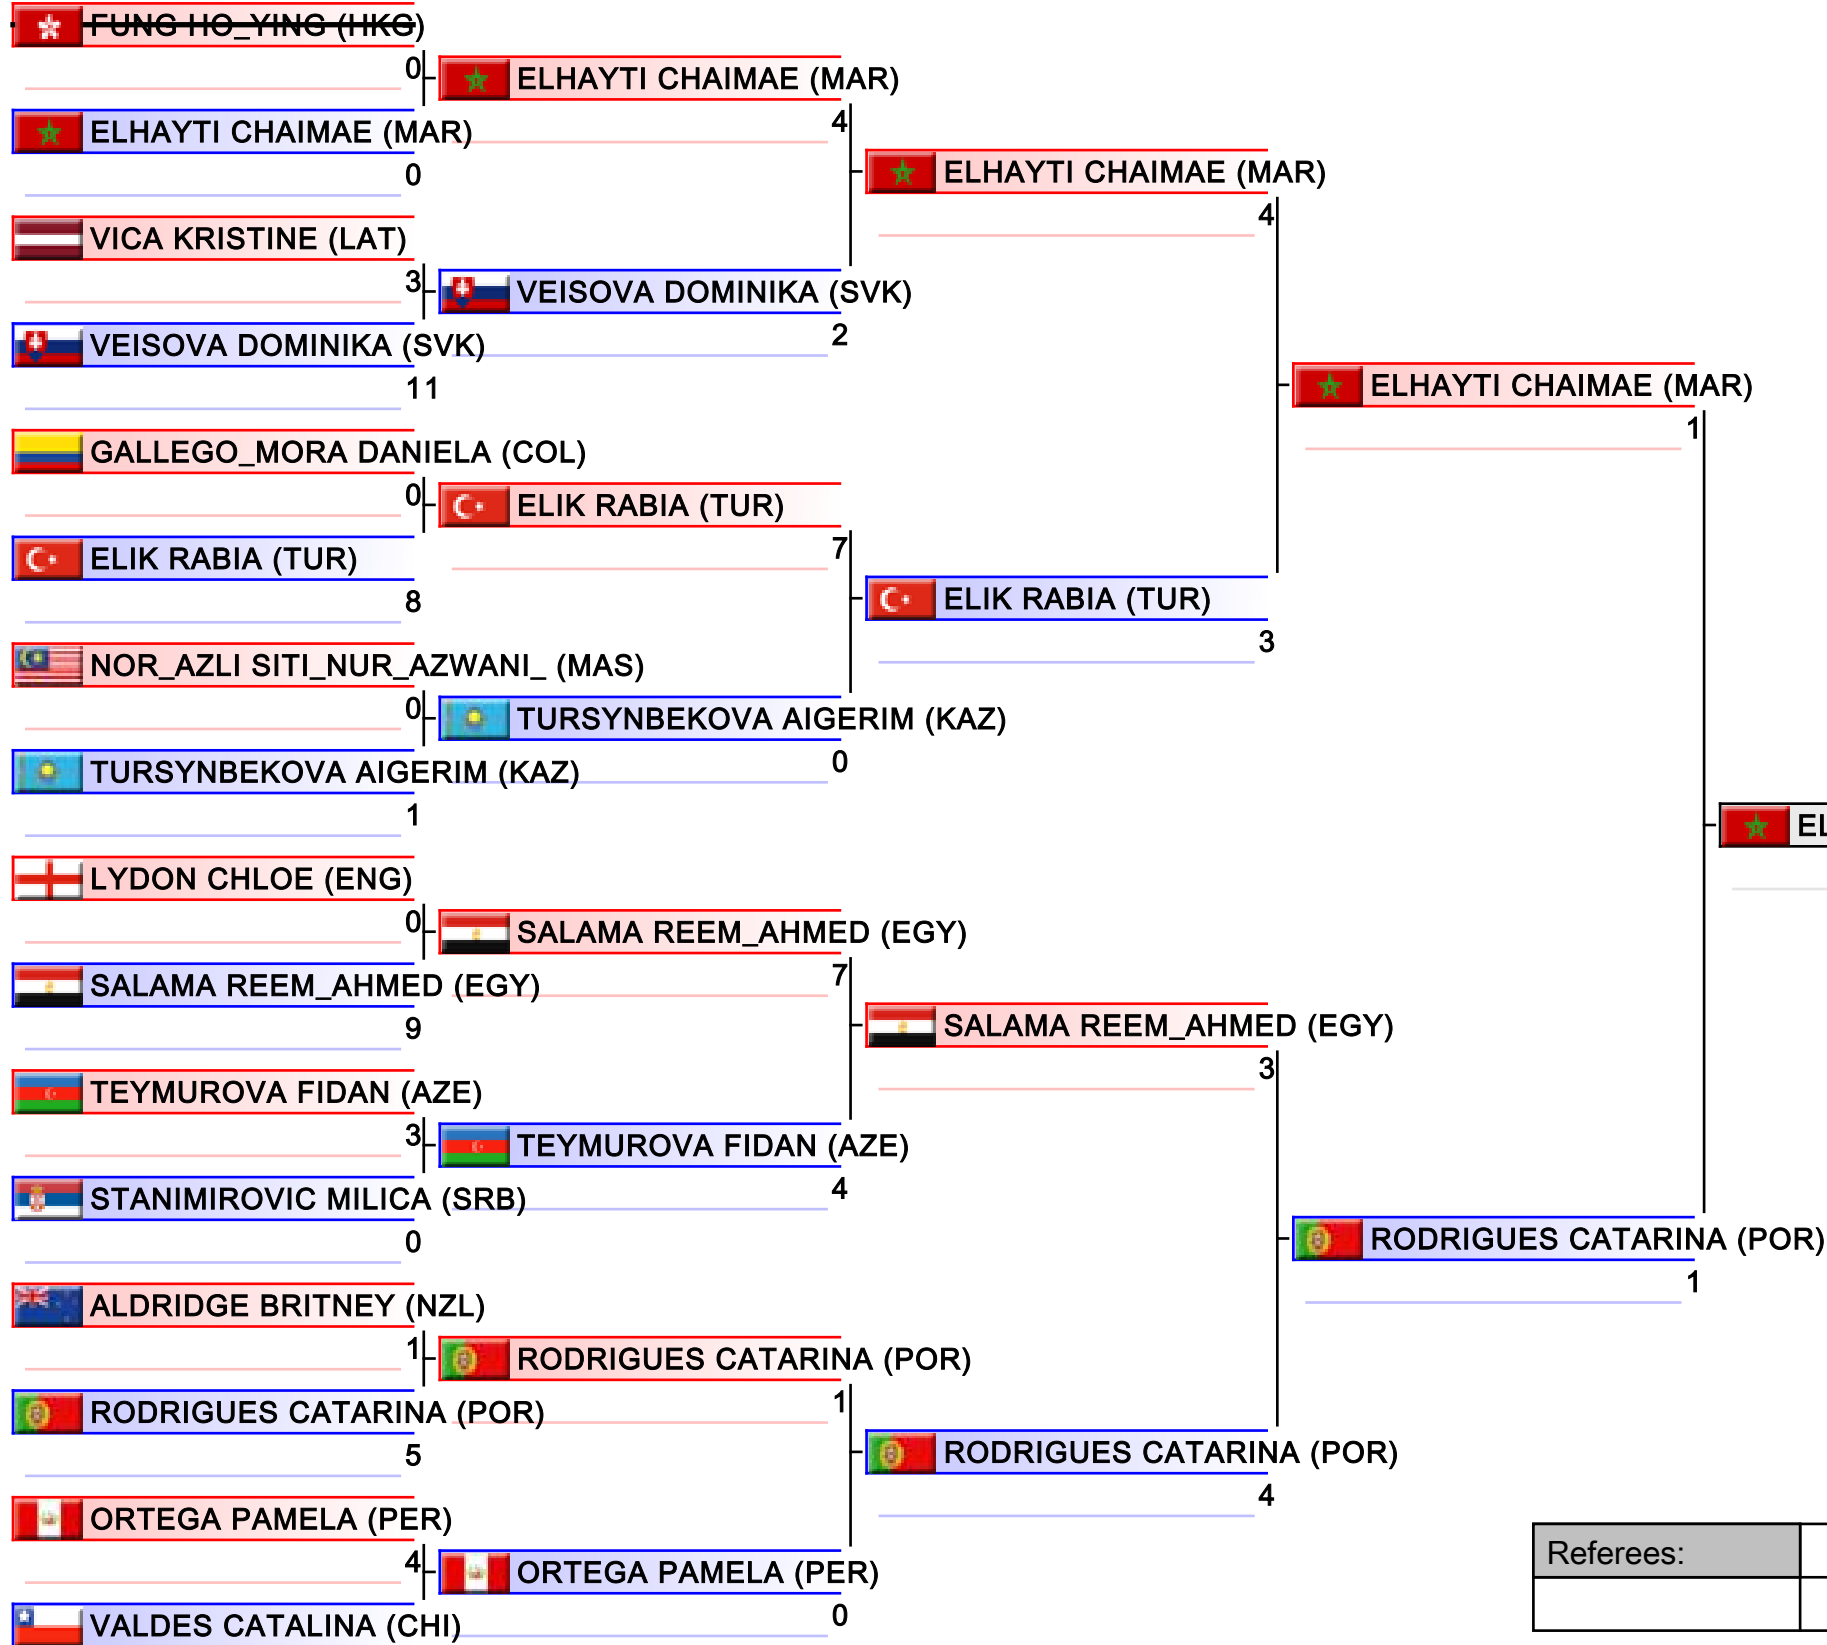 FUNG HO_YING (HKG)
0
ELHAYTI CHAIMAE (MAR)
0
VICA KRISTINE (LAT)
3
VEISOVA DOMINIKA (SVK)
11
GALLEGO_MORA DANIELA (COL)
0
ELIK RABIA (TUR)
8
NOR_AZLI SITI_NUR_AZWANI_ (MAS)
0
TURSYNBEKOVA AIGERIM (KAZ)
1
LYDON CHLOE (ENG)
0
SALAMA REEM_AHMED (EGY)
9
TEYMUROVA FIDAN (AZE)
3
STANIMIROVIC MILICA (SRB)
0
ALDRIDGE BRITNEY (NZL)
1
RODRIGUES CATARINA (POR)
5
ORTEGA PAMELA (PER)
4
VALDES CATALINA (CHI)
ELHAYTI CHAIMAE (MAR)
4
VEISOVA DOMINIKA (SVK)
2
ELIK RABIA (TUR)
7
TURSYNBEKOVA AIGERIM (KAZ)
0
SALAMA REEM_AHMED (EGY)
7
TEYMUROVA FIDAN (AZE)
4
RODRIGUES CATARINA (POR)
1
ORTEGA PAMELA (PER)
0
ELHAYTI CHAIMAE (MAR)
4
ELIK RABIA (TUR)
3
SALAMA REEM_AHMED (EGY)
3
RODRIGUES CATARINA (POR)
4
ELHAYTI CHAIMAE (MAR)
1
RODRIGUES CATARINA (POR)
1
EL
Referees: